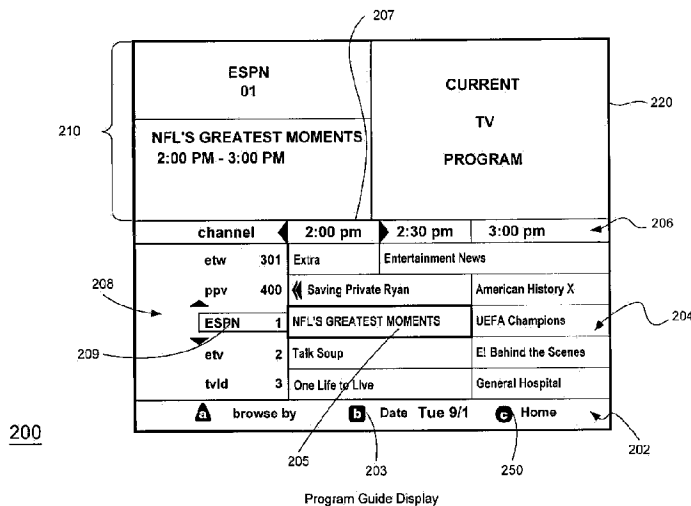 207
ESPN
01
CURRENT
TV
PROGRAM
220
210
NFL'S GREATEST MOMENTS
2:00 PM - 3:00 PM
channel 2:00 pm 2:30 pm 3:00 pm
206
etw 301 Extra Entertainment News
208
ppv 400 Saving Private Ryan American History X
204
ESPN 1 NFL'S GREATEST MOMENTS UEFA Champions
209
etv 2 Talk Soup E! Behind the Scenes
tvld 3 One Life to Live General Hospital
a browse by b Date Tue 9/1 c Home
200
205
203
250
202
Program Guide Display